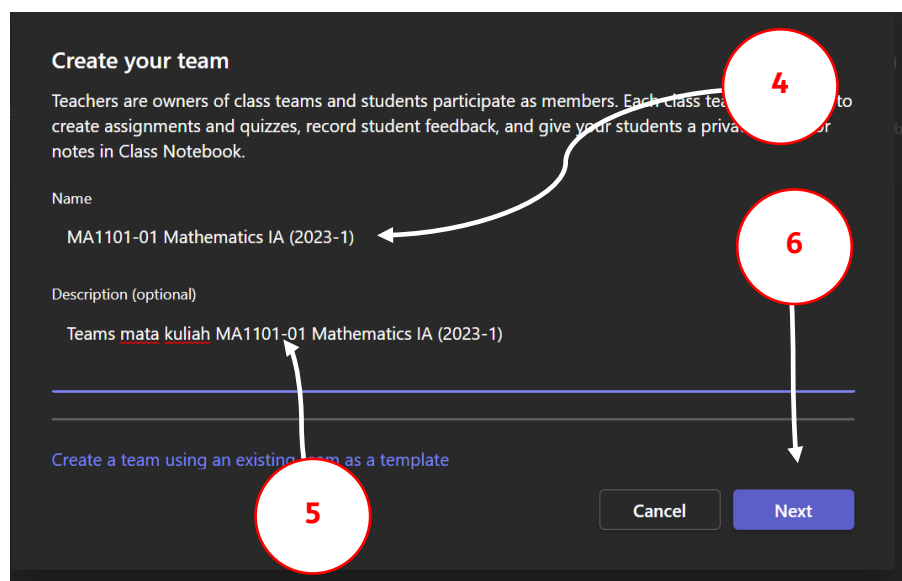 Create your team
Teachers are owners of class teams and students participate as members. Each class to
create assignments and quizzes, record student feedback, and give your students a
notes in Class Notebook.
Name
MA1101-01 Mathematics IA (2023-1)
Description (optional)
Teams mata kuliah MA1101-01 Mathematics IA (2023-1)
Create a team using an existing team as a template
Cancel
Next
4
5
6